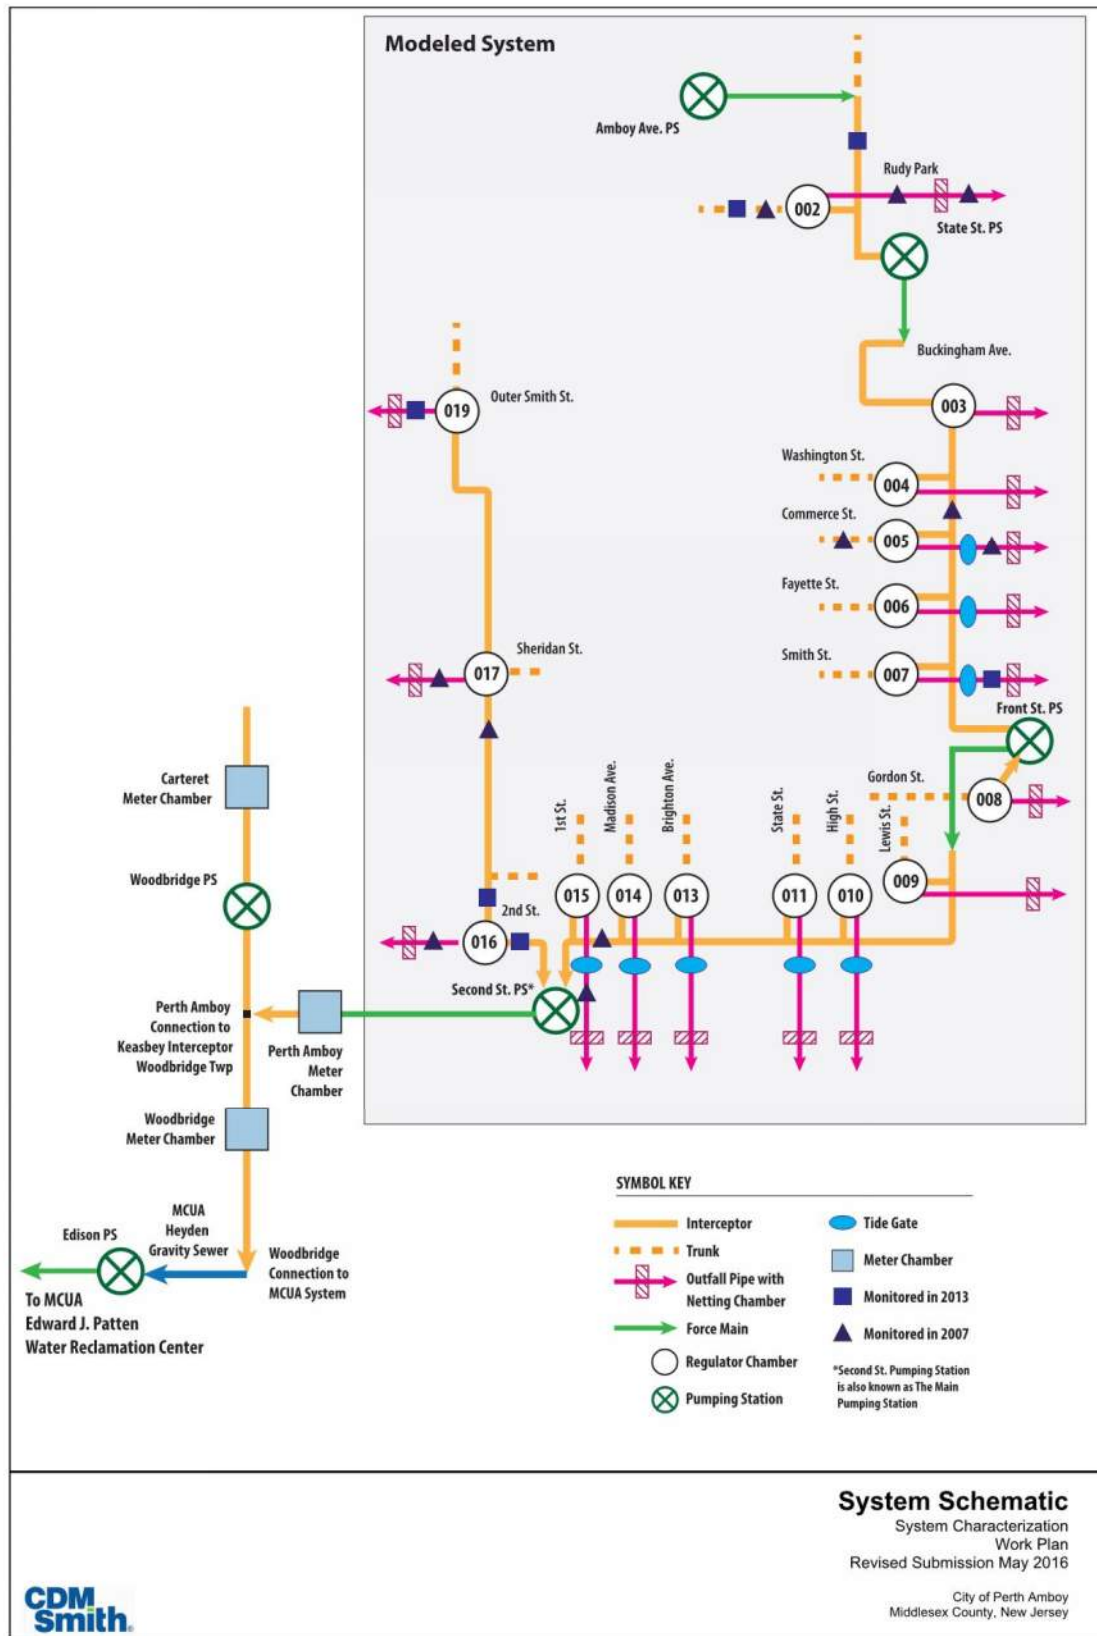 Modeled System
Amboy Ave. PS
Rudy Park
002
State St. PS
Buckingham Ave.
Outer Smith St.
019
003
Washington St.
004
Commerce St.
005
Fayette St.
006
Sheridan St.
017
Smith St.
007
Front St. PS
Carteret
Meter Chamber
1st St.
Madison Ave.
Brighton Ave.
State St.
High St.
Gordon St.
008
Lewis St.
Woodbridge PS
015
014
013
011
010
009
2nd St.
016
Second St. PS*
Perth Amboy
Connection to
Keasbey Interceptor
Woodbridge Twp
Perth Amboy
Meter
Chamber
Woodbridge
Meter Chamber
MCUA
Heyden
Gravity Sewer
Edison PS
Woodbridge
Connection to
MCUA System
To MCUA
Edward J. Patten
Water Reclamation Center
SYMBOL KEY
Interceptor
Trunk
Outfall Pipe with
Netting Chamber
Force Main
Regulator Chamber
Pumping Station
Tide Gate
Meter Chamber
Monitored in 2013
Monitored in 2007
*Second St. Pumping Station
is also known as The Main
Pumping Station
System Schematic
System Characterization
Work Plan
Revised Submission May 2016
City of Perth Amboy
Middlesex County, New Jersey
CDM
Smith®